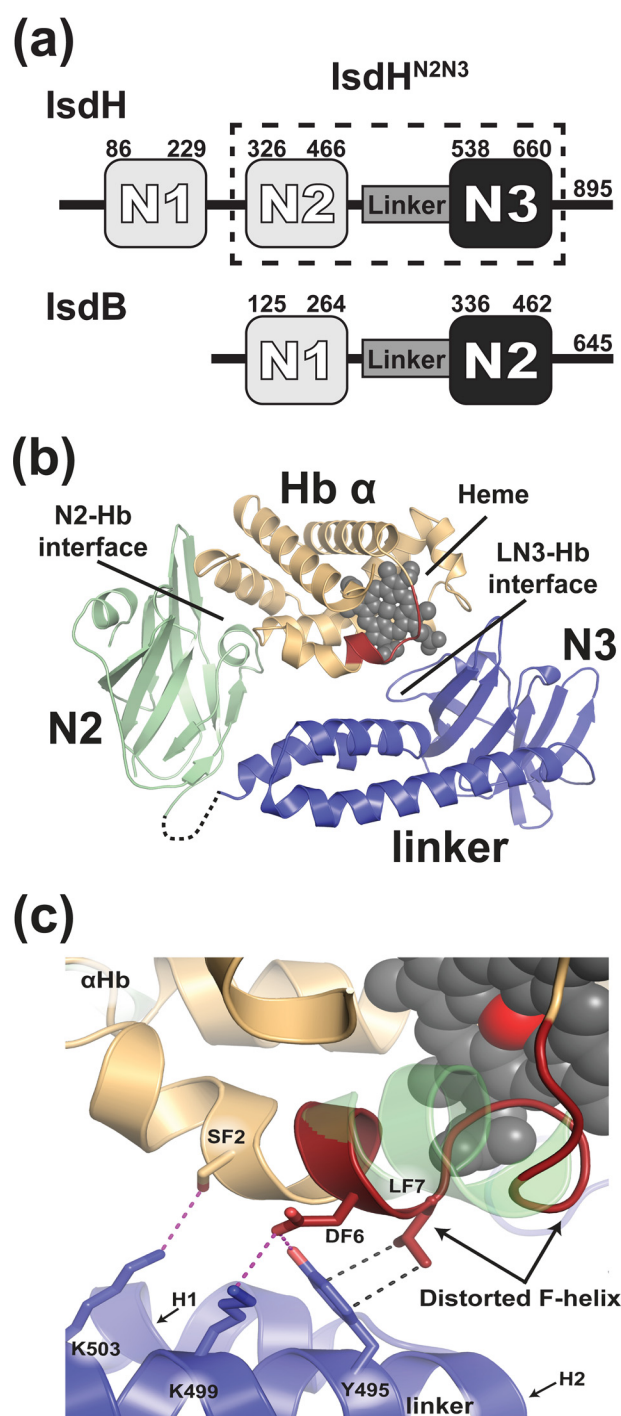 (a)
IsdH^N2N3
IsdH
86 229 326 466 538 660
N1 N2 Linker N3 895
IsdB
125 264 336 462
N1 Linker N2 645
(b)
Hb α
Heme
N2-Hb
interface
LN3-Hb
interface
N3
N2
linker
(c)
αHb
SF2
LF7
DF6
Distorted F-helix
H1
K503
K499
Y495
H2
linker